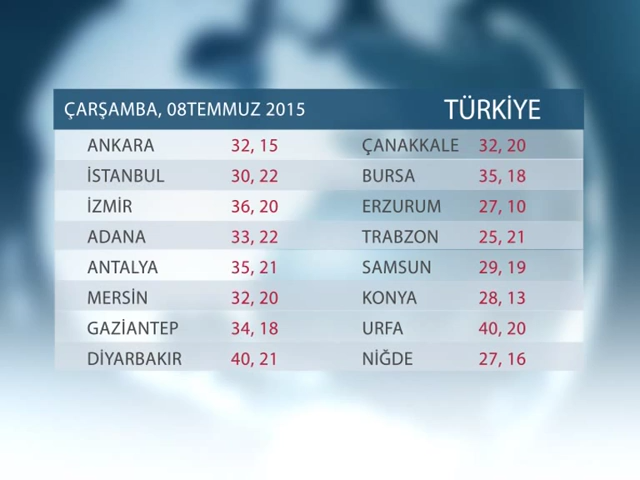 ÇARŞAMBA, 08TEMMUZ 2015 TÜRKİYE
ANKARA 32, 15 ÇANAKKALE 32, 20
İSTANBUL 30, 22 BURSA 35, 18
İZMİR 36, 20 ERZURUM 27, 10
ADANA 33, 22 TRABZON 25, 21
ANTALYA 35, 21 SAMSUN 29, 19
MERSİN 32, 20 KONYA 28, 13
GAZİANTEP 34, 18 URFA 40, 20
DİYARBAKIR 40, 21 NİĞDE 27, 16